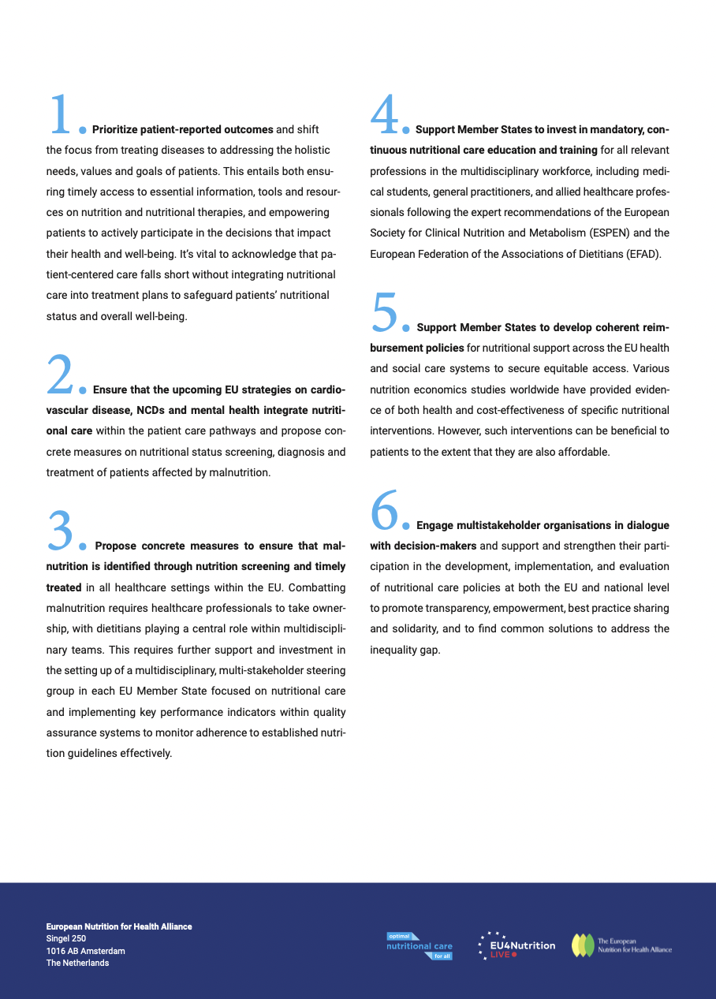 1. Prioritize patient-reported outcomes and shift
the focus from treating diseases to addressing the holistic
needs, values and goals of patients. This entails both ensu-
ring timely access to essential information, tools and resour-
ces on nutrition and nutritional therapies, and empowering
patients to actively participate in the decisions that impact
their health and well-being. It’s vital to acknowledge that pa-
tient-centered care falls short without integrating nutritional
care into treatment plans to safeguard patients’ nutritional
status and overall well-being.
2. Ensure that the upcoming EU strategies on cardio-
vascular disease, NCDs and mental health integrate nutriti-
onal care within the patient care pathways and propose con-
crete measures on nutritional status screening, diagnosis and
treatment of patients affected by malnutrition.
3. Propose concrete measures to ensure that mal-
nutrition is identified through nutrition screening and timely
treated in all healthcare settings within the EU. Combatting
malnutrition requires healthcare professionals to take owner-
ship, with dietitians playing a central role within multidiscipli-
nary teams. This requires further support and investment in
the setting up of a multidisciplinary, multi-stakeholder steering
group in each EU Member State focused on nutritional care
and implementing key performance indicators within quality
assurance systems to monitor adherence to established nutri-
tion guidelines effectively.
4. Support Member States to invest in mandatory, con-
tinuous nutritional care education and training for all relevant
professions in the multidisciplinary workforce, including medi-
cal students, general practitioners, and allied healthcare profes-
sionals following the expert recommendations of the European
Society for Clinical Nutrition and Metabolism (ESPEN) and the
European Federation of the Associations of Dietitians (EFAD).
5. Support Member States to develop coherent reim-
bursement policies for nutritional support across the EU health
and social care systems to secure equitable access. Various
nutrition economics studies worldwide have provided eviden-
ce of both health and cost-effectiveness of specific nutritional
interventions. However, such interventions can be beneficial to
patients to the extent that they are also affordable.
6. Engage multistakeholder organisations in dialogue
with decision-makers and support and strengthen their parti-
cipation in the development, implementation, and evaluation
of nutritional care policies at both the EU and national level
to promote transparency, empowerment, best practice sharing
and solidarity, and to find common solutions to address the
inequality gap.
European Nutrition for Health Alliance
Singel 250
1016 AB Amsterdam
The Netherlands
optimal
nutritional care
for all
EU4Nutrition
LIVE
The European
Nutrition for Health Alliance